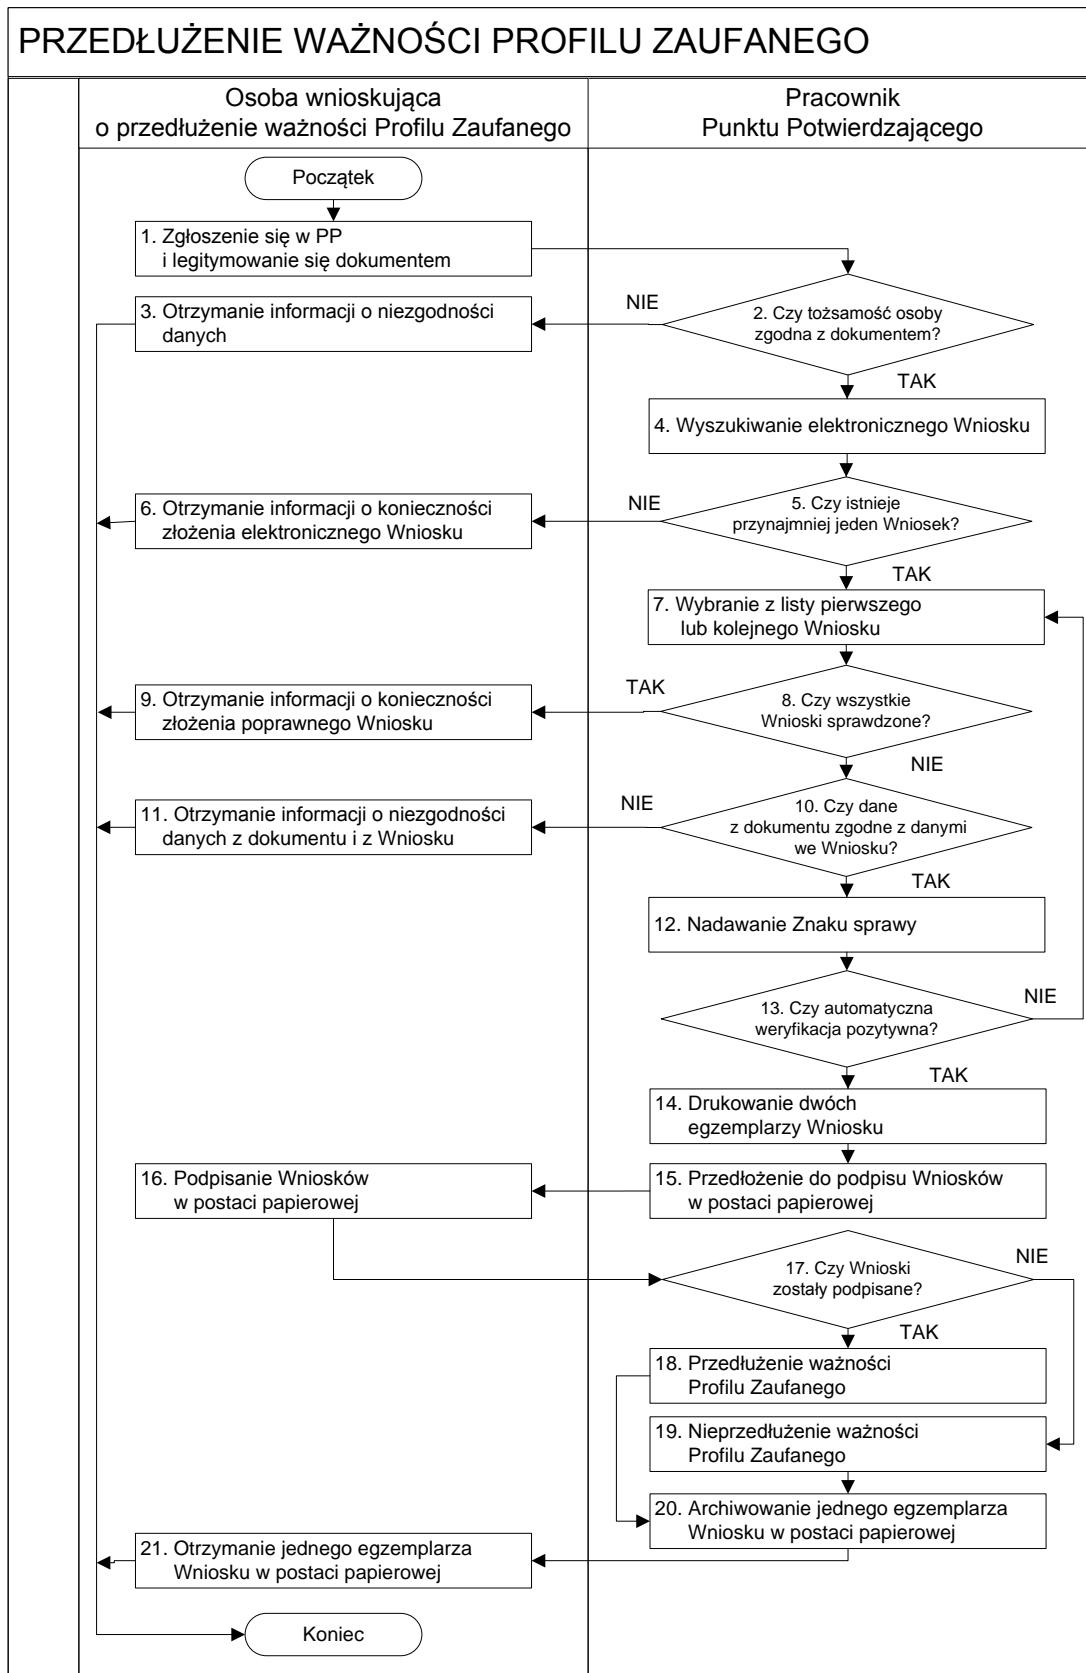 PRZEDŁUŻENIE WAŻNOŚCI PROFILU ZAUFANEGO
Osoba wnioskująca
o przedłużenie ważności Profilu Zaufanego
Pracownik
Punktu Potwierdzającego
Początek
1. Zgłoszenie się w PP
i legitymowanie się dokumentem
NIE
2. Czy tożsamość osoby
zgodna z dokumentem?
3. Otrzymanie informacji o niezgodności
danych
TAK
4. Wyszukiwanie elektronicznego Wniosku
NIE
5. Czy istnieje
przynajmniej jeden Wniosek?
6. Otrzymanie informacji o konieczności
złożenia elektronicznego Wniosku
TAK
7. Wybranie z listy pierwszego
lub kolejnego Wniosku
TAK
8. Czy wszystkie
Wnioski sprawdzone?
9. Otrzymanie informacji o konieczności
złożenia poprawnego Wniosku
NIE
NIE
10. Czy dane
z dokumentu zgodne z danymi
we Wniosku?
11. Otrzymanie informacji o niezgodności
danych z dokumentu i z Wniosku
TAK
12. Nadawanie Znaku sprawy
NIE
13. Czy automatyczna
weryfikacja pozytywna?
TAK
14. Drukowanie dwóch
egzemplarzy Wniosku
15. Przedłożenie do podpisu Wniosków
w postaci papierowej
16. Podpisanie Wniosków
w postaci papierowej
NIE
17. Czy Wnioski
zostały podpisane?
TAK
18. Przedłużenie ważności
Profilu Zaufanego
19. Nieprzedłużenie ważności
Profilu Zaufanego
20. Archiwowanie jednego egzemplarza
Wniosku w postaci papierowej
21. Otrzymanie jednego egzemplarza
Wniosku w postaci papierowej
Koniec